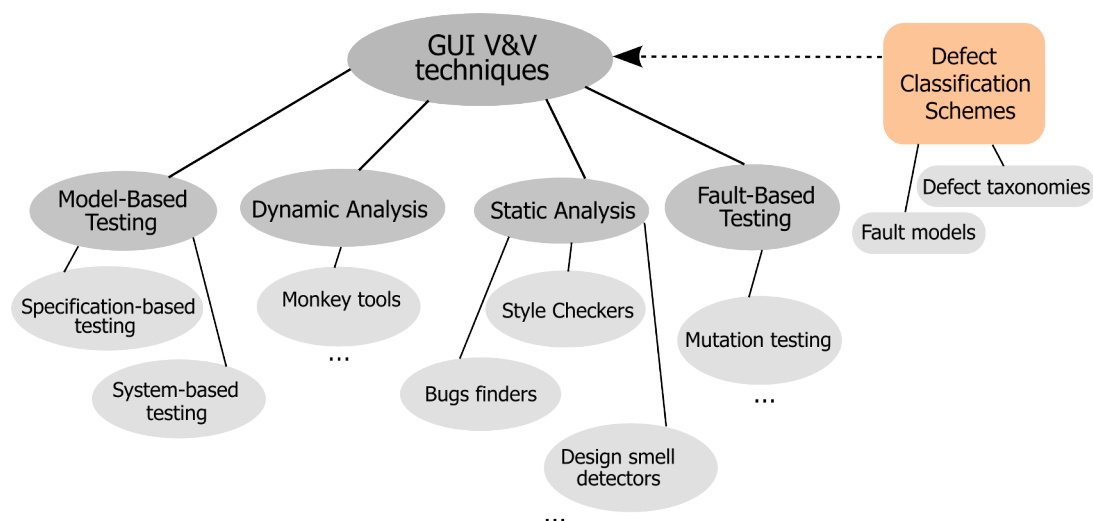 GUI V&V
techniques
Defect
Classification
Schemes
Defect taxonomies
Fault models
Model-Based
Testing
Dynamic Analysis
Static Analysis
Fault-Based
Testing
Specification-based
testing
System-based
testing
Monkey tools
...
Style Checkers
Bugs finders
Design smell
detectors
...
Mutation testing
...